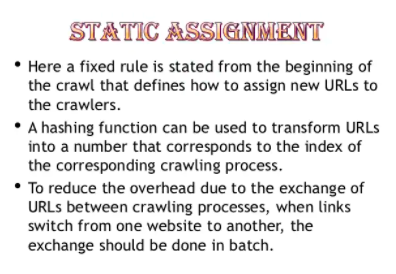 STATIC ASSIGNMENT
• Here a fixed rule is stated from the beginning of
the crawl that defines how to assign new URLs to
the crawlers.
• A hashing function can be used to transform URLs
into a number that corresponds to the index of
the corresponding crawling process.
• To reduce the overhead due to the exchange of
URLs between crawling processes, when links
switch from one website to another, the
exchange should be done in batch.